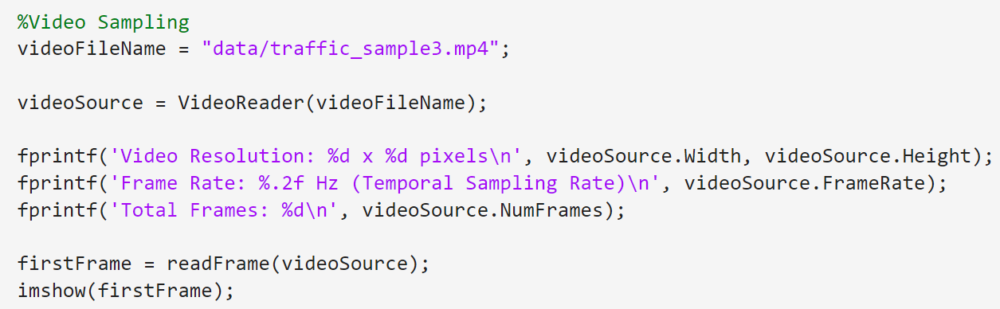 %Video Sampling
videoFileName = "data/traffic_sample3.mp4";
videoSource = VideoReader(videoFileName);
fprintf('Video Resolution: %d x %d pixels\n', videoSource.Width, videoSource.Height);
fprintf('Frame Rate: %.2f Hz (Temporal Sampling Rate)\n', videoSource.FrameRate);
fprintf('Total Frames: %d\n', videoSource.NumFrames);
firstFrame = readFrame(videoSource);
imshow(firstFrame);